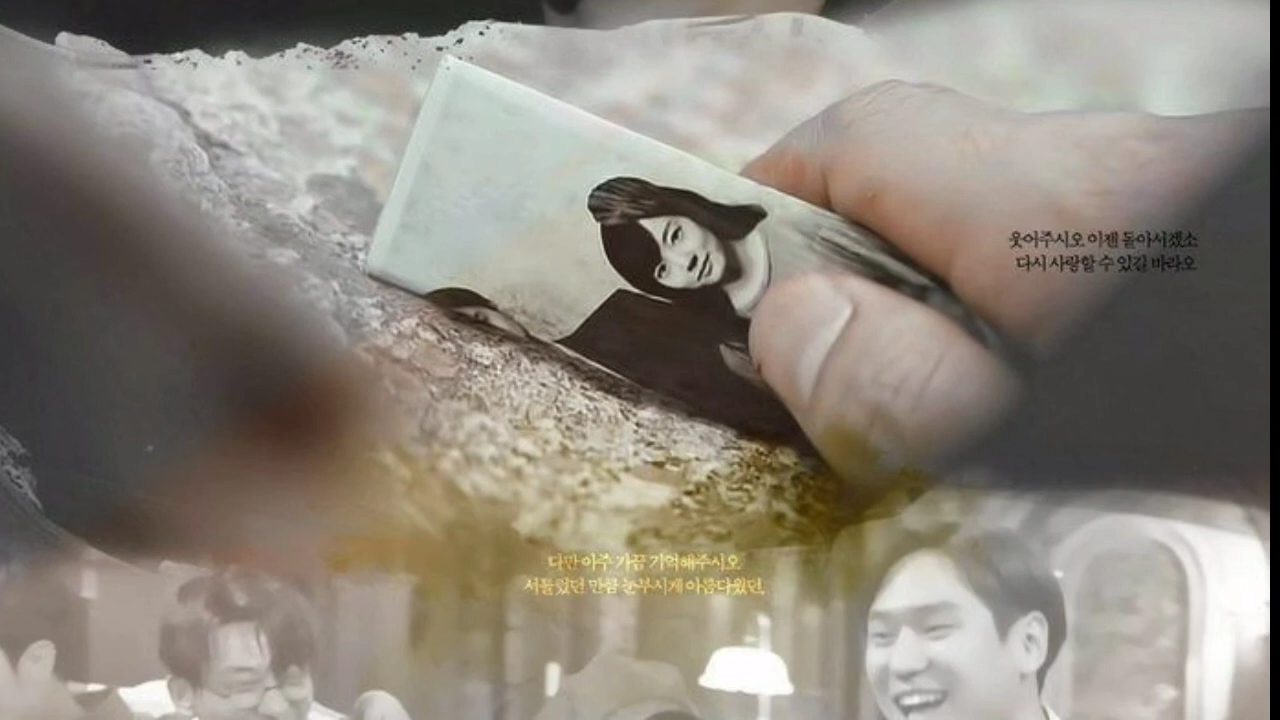 웃어주시오 이젠 돌아서겠소
다시 사랑할 수 있길 바라오
다만 아주 가끔 기억해주시오
서툴렀던 만큼 눈부시게 아름다웠던,